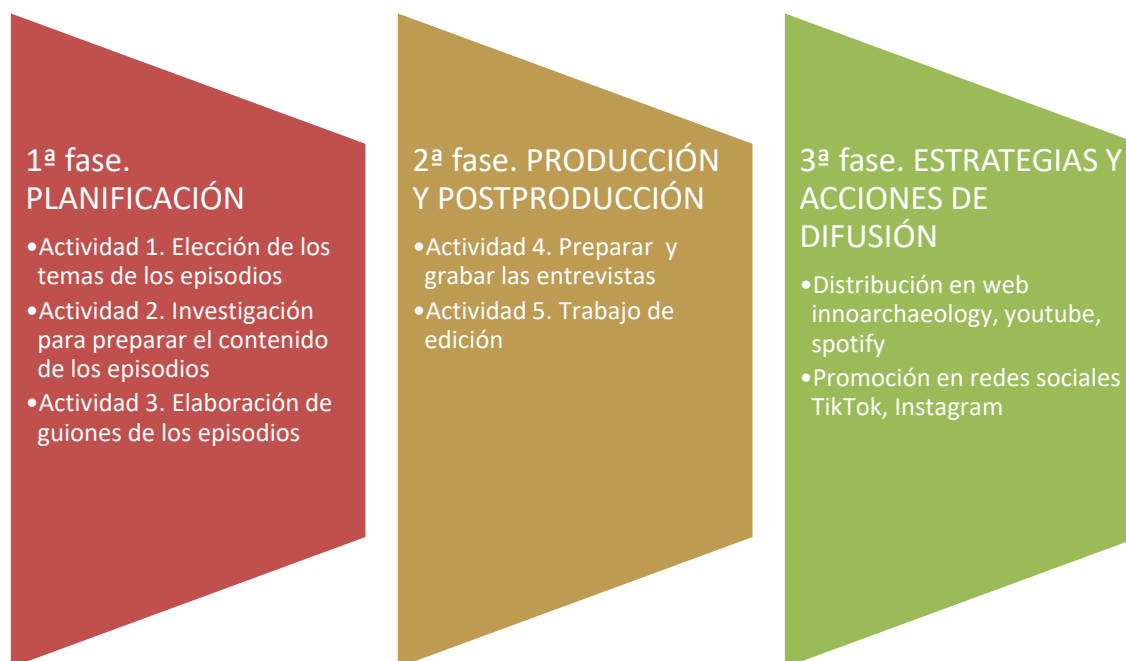 1ª fase.
PLANIFICACIÓN
•Actividad 1. Elección de los
temas de los episodios
•Actividad 2. Investigación
para preparar el contenido
de los episodios
•Actividad 3. Elaboración de
guiones de los episodios
2ª fase. PRODUCCIÓN
Y POSTPRODUCCIÓN
•Actividad 4. Preparar y
grabar las entrevistas
•Actividad 5. Trabajo de
edición
3ª fase. ESTRATEGIAS Y
ACCIONES DE
DIFUSIÓN
•Distribución en web
innoarchaeology, youtube,
spotify
•Promoción en redes sociales
TikTok, Instagram